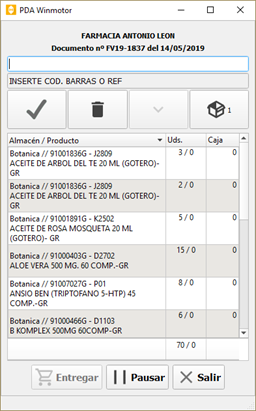 PDA Winmotor
FARMACIA ANTONIO LEON
Documento nº FV19-1837 del 14/05/2019
INSERTE COD. BARRAS O REF
1
Almacén / Producto Uds. Caja
Botanica // 91001836G - J2809 3 / 0 0
ACEITE DE ARBOL DEL TE 20 ML (GOTERO)-
GR
Botanica // 91001836G - J2809 2 / 0 0
ACEITE DE ARBOL DEL TE 20 ML (GOTERO)-
GR
Botanica // 91001891G - K2502 5 / 0 0
ACEITE DE ROSA MOSQUETA 20 ML
(GOTERO)- GR
Botanica // 91000403G - D2702 15 / 0 0
ALOE VERA 500 MG. 60 COMP.-GR
Botanica // 91007027G - P01 8 / 0 0
ANSIO BEN (TRIPTOFANO 5-HTP) 45
COMP.-GR
Botanica // 91000466G - D1103 6 / 0 0
B KOMPLEX 500MG 60COMP-GR
70 / 0
Entregar Pausar Salir